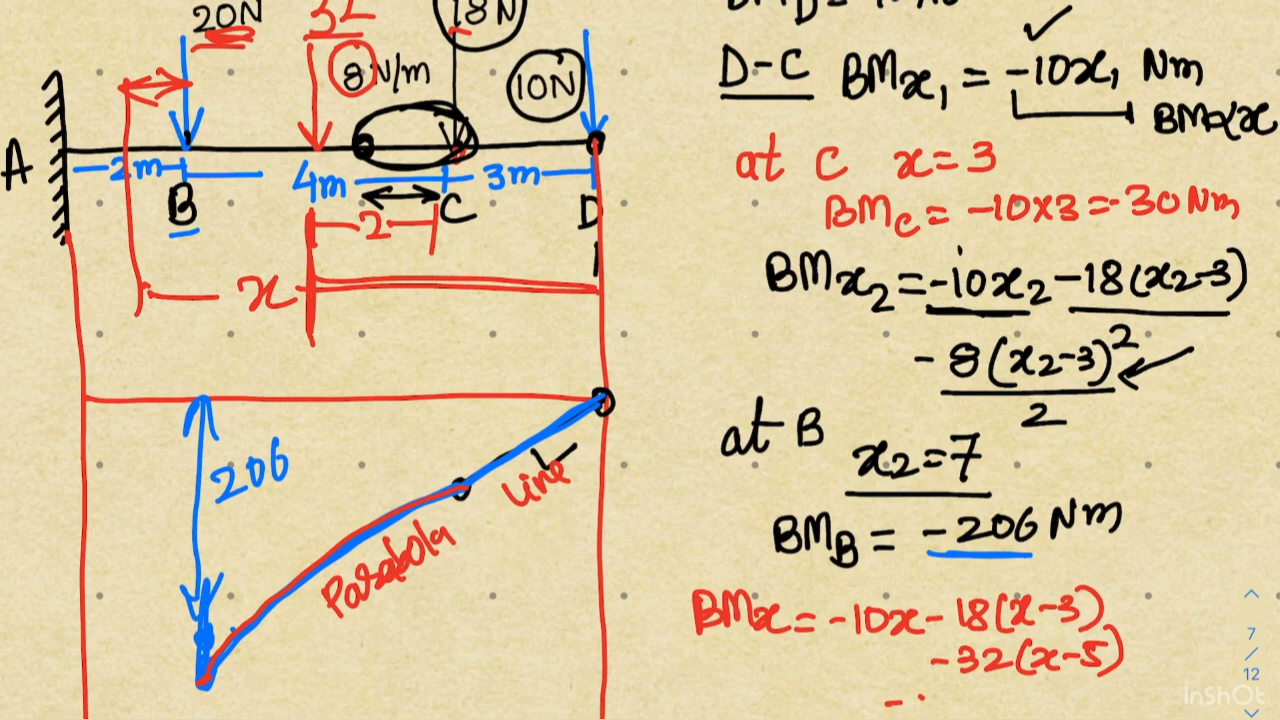 20N
32
18N
8N/m
10N
A
2m
4m
3m
B
C
D
2
x
206
Line
Parabola
D-C BMx₁ = -10x₁ Nm
BM∝x
at C x=3
BMc = -10×3 = -30 Nm
BMx₂ = -10x₂ - 18(x₂-3)
- 8(x₂-3)²
2
at B
x₂=7
BM_B = -206 Nm
BMx = -10x - 18(x-3)
-32(x-5)
-
7
/
12
InShOt